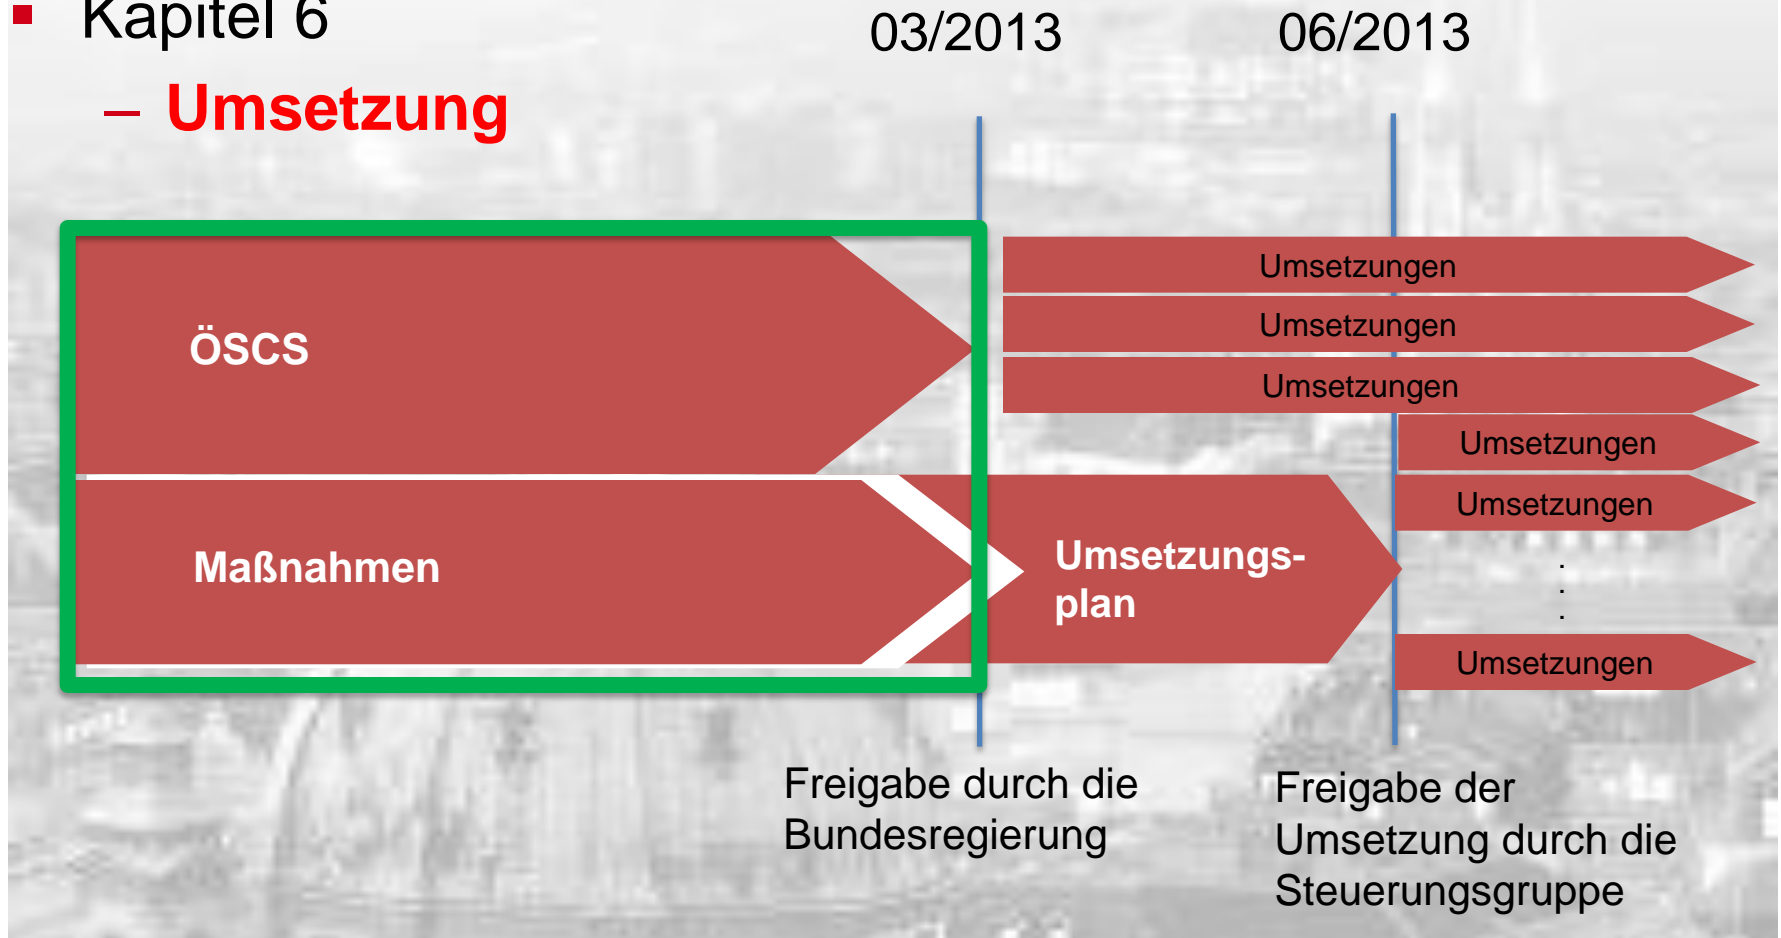 ▪ Kapitel 6
03/2013
06/2013
– Umsetzung
ÖSCS
Umsetzungen
Umsetzungen
Umsetzungen
Umsetzungen
Umsetzungen
Maßnahmen
Umsetzungs-
plan
.
.
.
Umsetzungen
Freigabe durch die
Bundesregierung
Freigabe der
Umsetzung durch die
Steuerungsgruppe